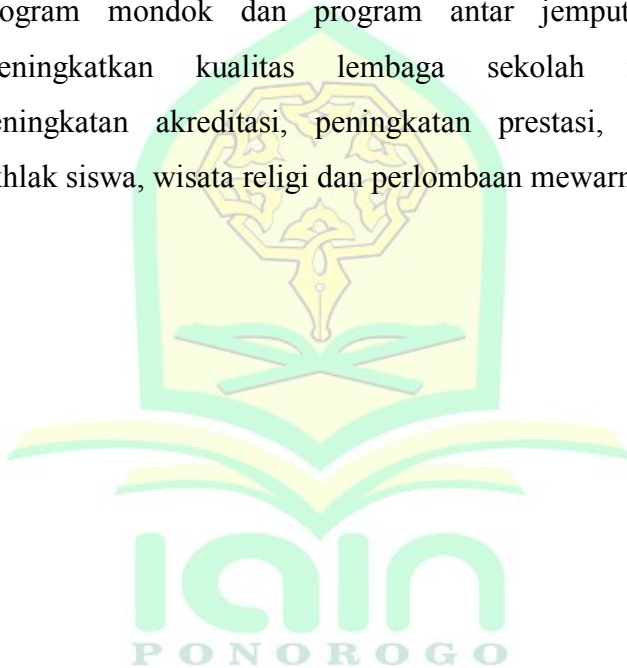 ogram mondok dan program antar jemput
eningkatkan kualitas lembaga sekolah
eningkatan akreditasi, peningkatan prestasi,
khlak siswa, wisata religi dan perlombaan mewarn
iain
PONOROGO